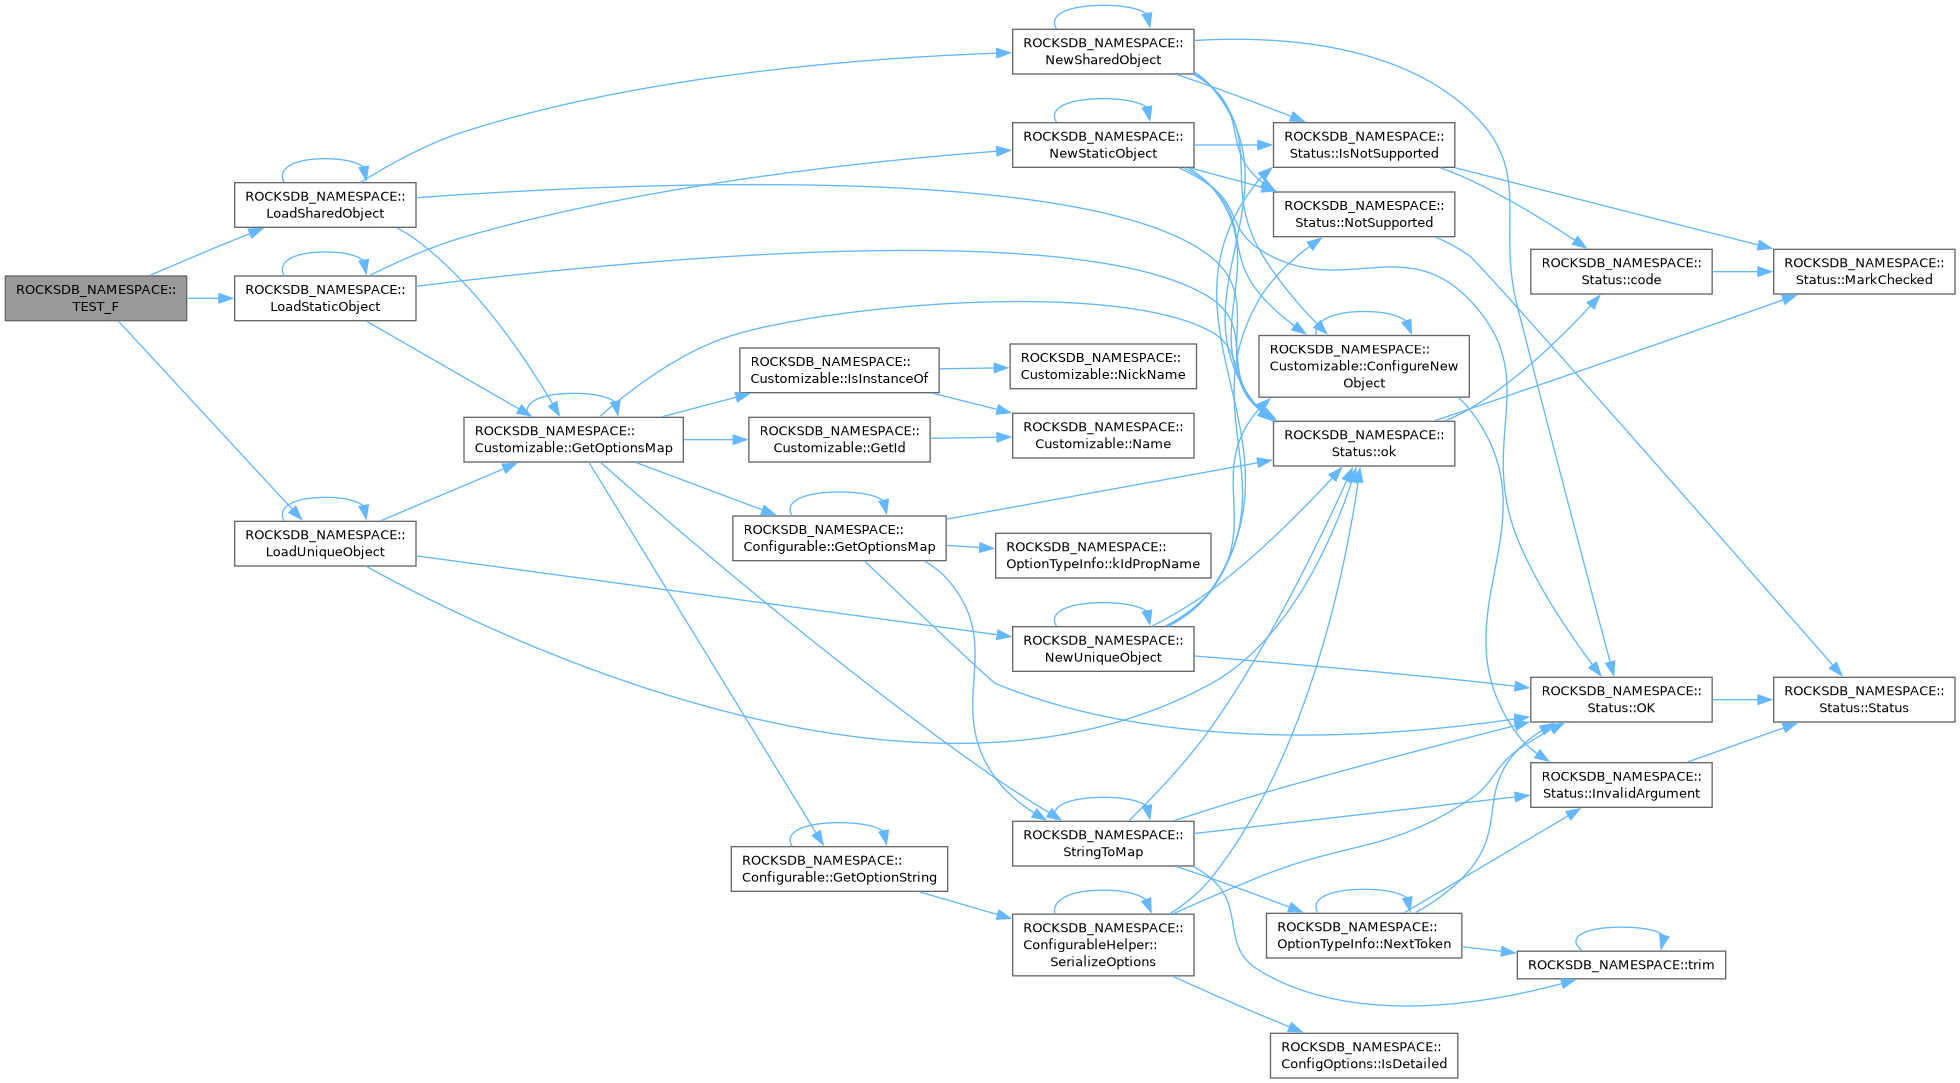 ROCKSDB_NAMESPACE::
TEST_F
ROCKSDB_NAMESPACE::
LoadSharedObject
ROCKSDB_NAMESPACE::
LoadStaticObject
ROCKSDB_NAMESPACE::
LoadUniqueObject
ROCKSDB_NAMESPACE::
Customizable::GetOptionsMap
ROCKSDB_NAMESPACE::
Customizable::IsInstanceOf
ROCKSDB_NAMESPACE::
Customizable::GetId
ROCKSDB_NAMESPACE::
Configurable::GetOptionsMap
ROCKSDB_NAMESPACE::
Configurable::GetOptionString
ROCKSDB_NAMESPACE::
NewSharedObject
ROCKSDB_NAMESPACE::
NewStaticObject
ROCKSDB_NAMESPACE::
Customizable::NickName
ROCKSDB_NAMESPACE::
Customizable::Name
ROCKSDB_NAMESPACE::
OptionTypeInfo::kIdPropName
ROCKSDB_NAMESPACE::
NewUniqueObject
ROCKSDB_NAMESPACE::
StringToMap
ROCKSDB_NAMESPACE::
ConfigurableHelper::
SerializeOptions
ROCKSDB_NAMESPACE::
Status::IsNotSupported
ROCKSDB_NAMESPACE::
Status::NotSupported
ROCKSDB_NAMESPACE::
Customizable::ConfigureNew
Object
ROCKSDB_NAMESPACE::
Status::ok
ROCKSDB_NAMESPACE::
OptionTypeInfo::NextToken
ROCKSDB_NAMESPACE::
ConfigOptions::IsDetailed
ROCKSDB_NAMESPACE::
Status::code
ROCKSDB_NAMESPACE::
Status::OK
ROCKSDB_NAMESPACE::
Status::InvalidArgument
ROCKSDB_NAMESPACE::trim
ROCKSDB_NAMESPACE::
Status::MarkChecked
ROCKSDB_NAMESPACE::
Status::Status